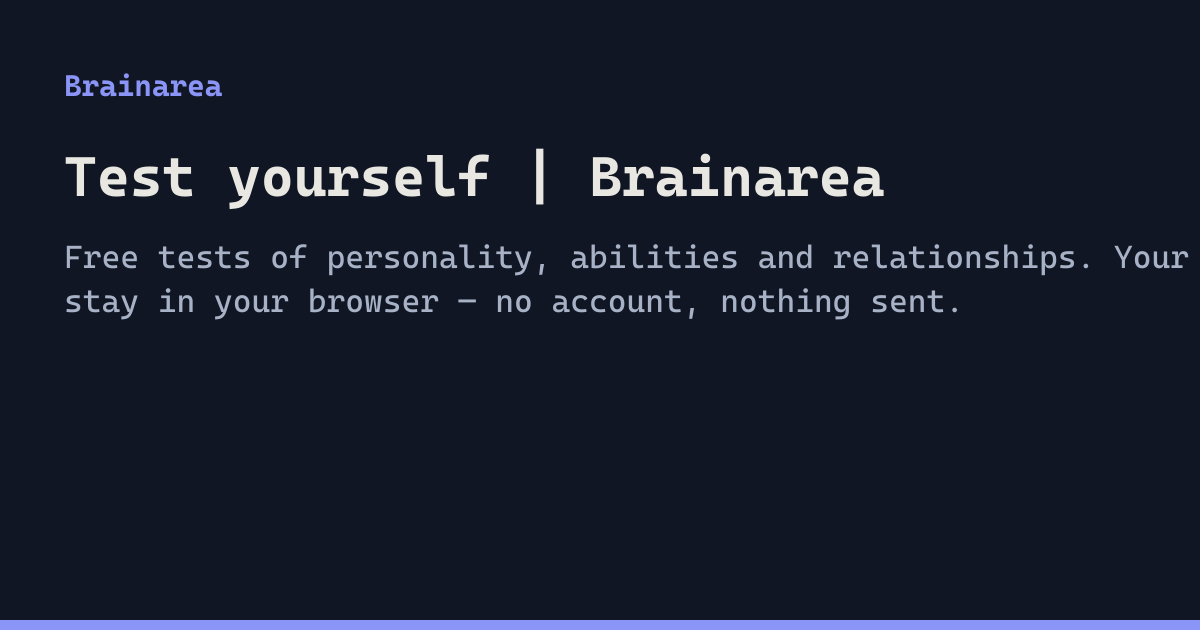 Brainarea
Test yourself | Brainarea
Free tests of personality, abilities and relationships. Your
stay in your browser — no account, nothing sent.